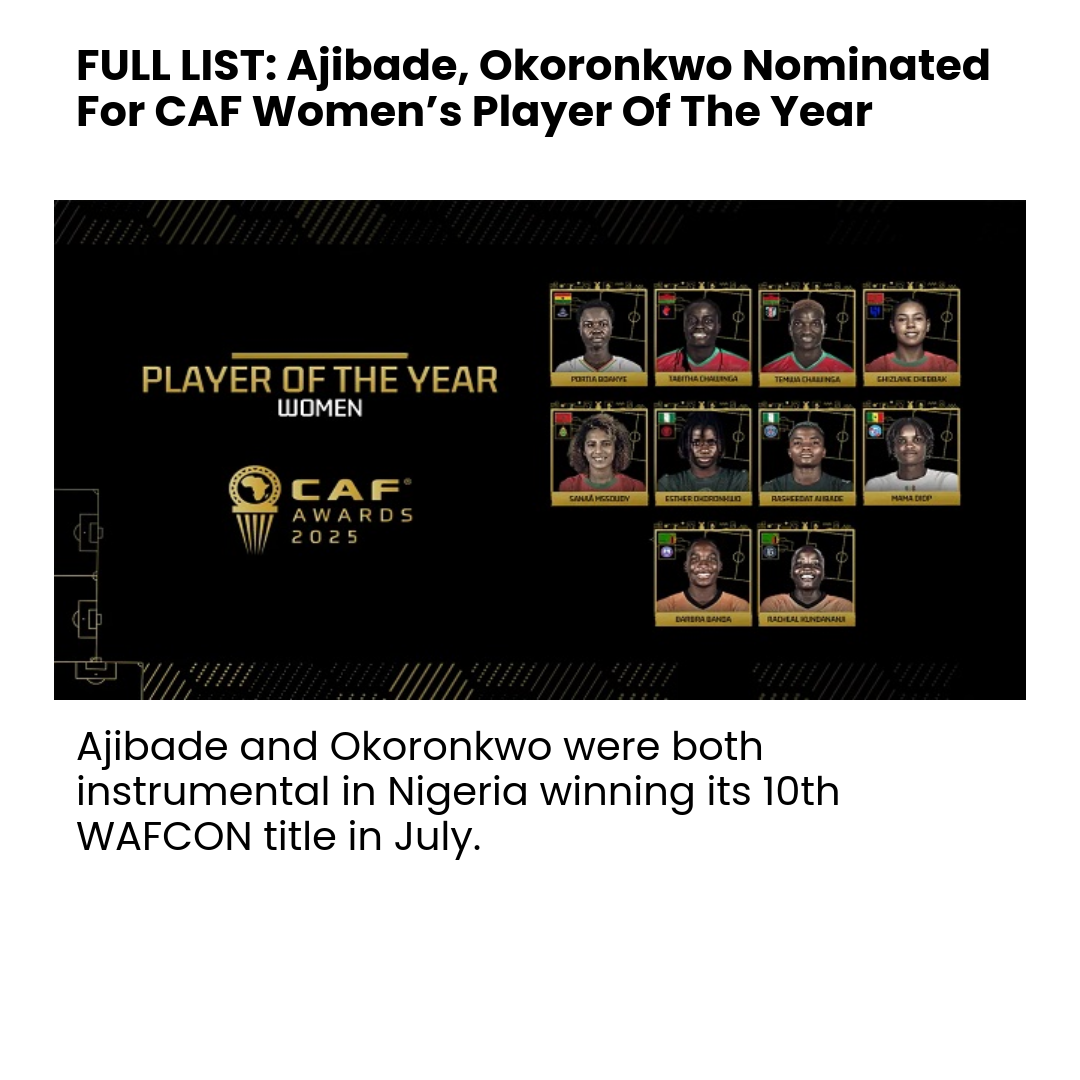 FULL LIST: Ajibade, Okoronkwo Nominated
For CAF Women’s Player Of The Year
PLAYER OF THE YEAR
WOMEN
CAF
AWARDS
2025
PORTIA BOAKYE
TABITHA CHAWINGA
TEMWA CHAWINGA
GHIZLANE CHEBBAK
SANAÂ MSSOUDY
ESTHER OKORONKWO
RASHEEDAT AJIBADE
MAMA DIOP
BARBRA BANDA
RACHEAL KUNDANANJI
Ajibade and Okoronkwo were both
instrumental in Nigeria winning its 10th
WAFCON title in July.